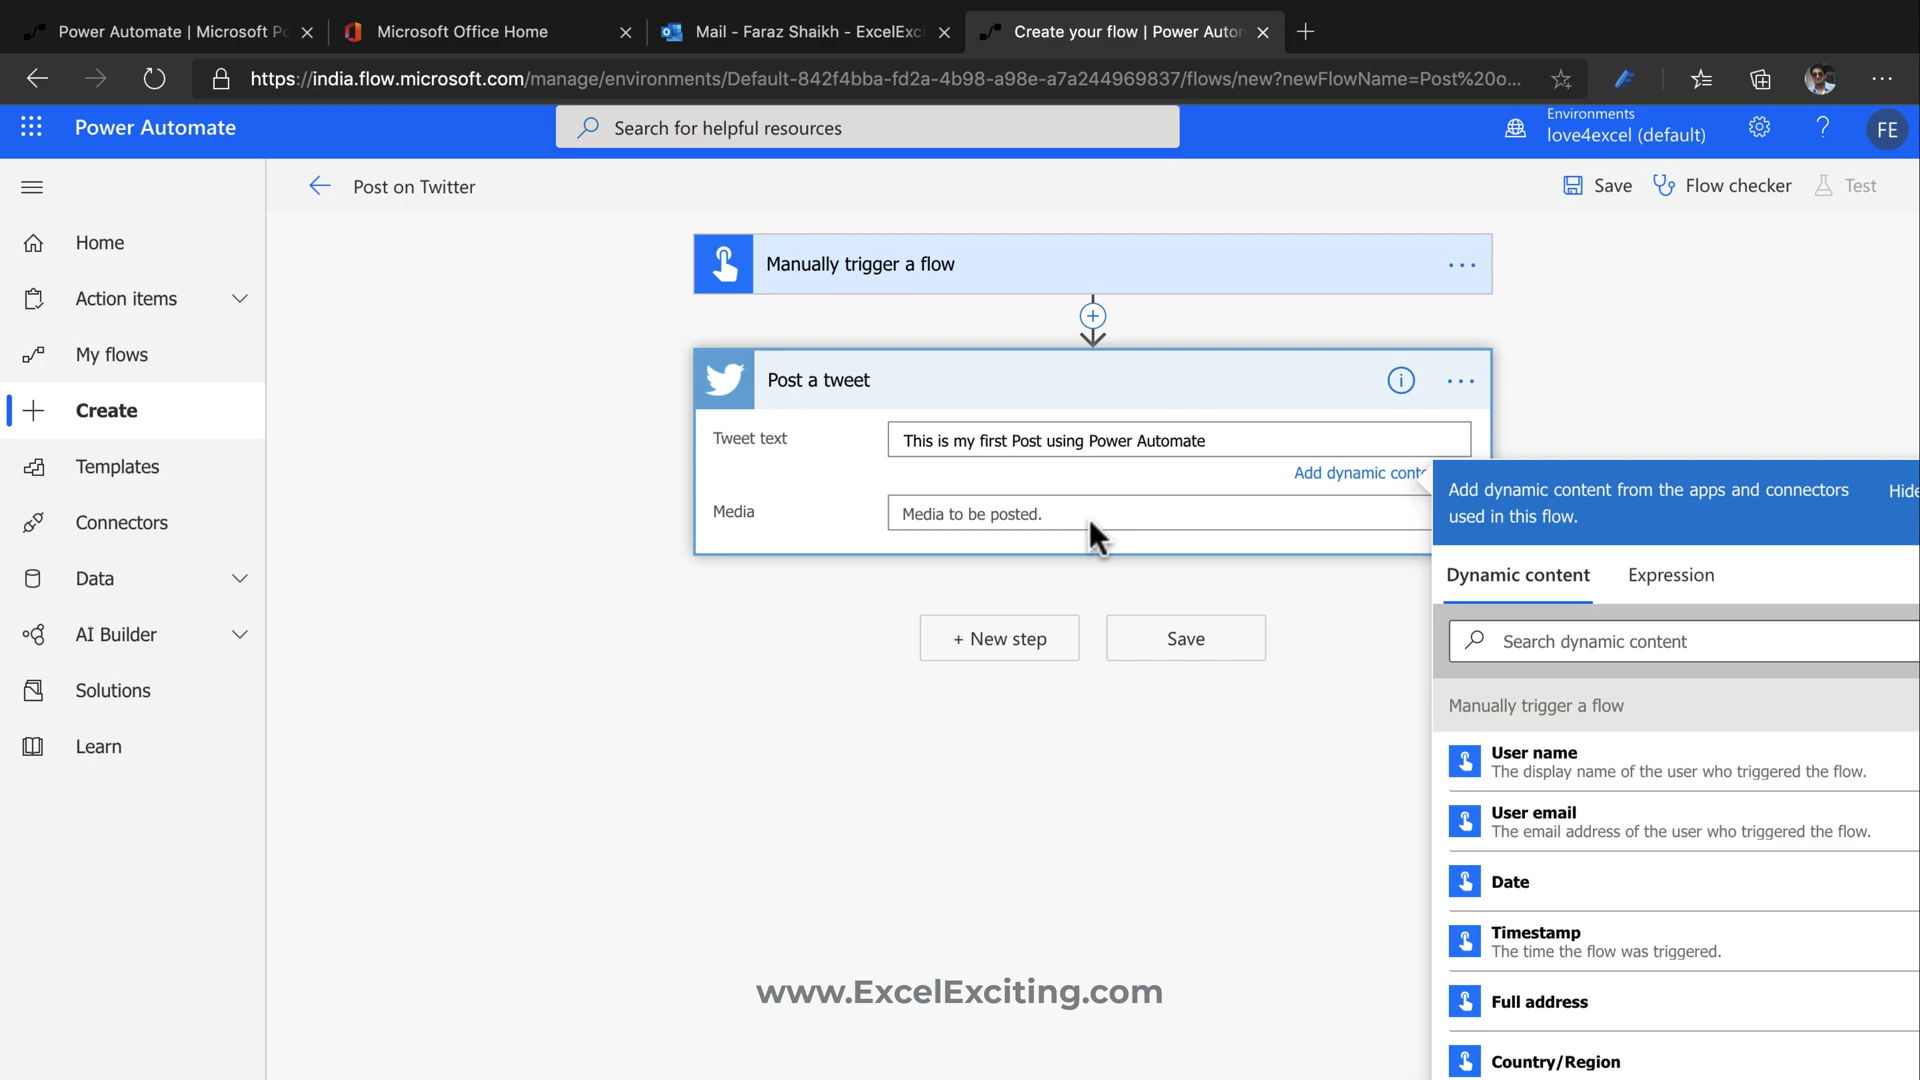 Power Automate | Microsoft Po
Microsoft Office Home
Mail - Faraz Shaikh - ExcelExc
Create your flow | Power Autom
https://india.flow.microsoft.com/manage/environments/Default-842f4bba-fd2a-4b98-a98e-a7a244969837/flows/new?newFlowName=Post%20o...
Power Automate
Search for helpful resources
Environments
love4excel (default)
?
FE
Post on Twitter
Save
Flow checker
Test
Home
Action items
My flows
Create
Templates
Connectors
Data
AI Builder
Solutions
Learn
Manually trigger a flow
Post a tweet
Tweet text
This is my first Post using Power Automate
Add dynamic conte
Media
Media to be posted.
+ New step
Save
Add dynamic content from the apps and connectors
used in this flow.
Hide
Dynamic content
Expression
Search dynamic content
Manually trigger a flow
User name
The display name of the user who triggered the flow.
User email
The email address of the user who triggered the flow.
Date
Timestamp
The time the flow was triggered.
Full address
Country/Region
www.ExcelExciting.com